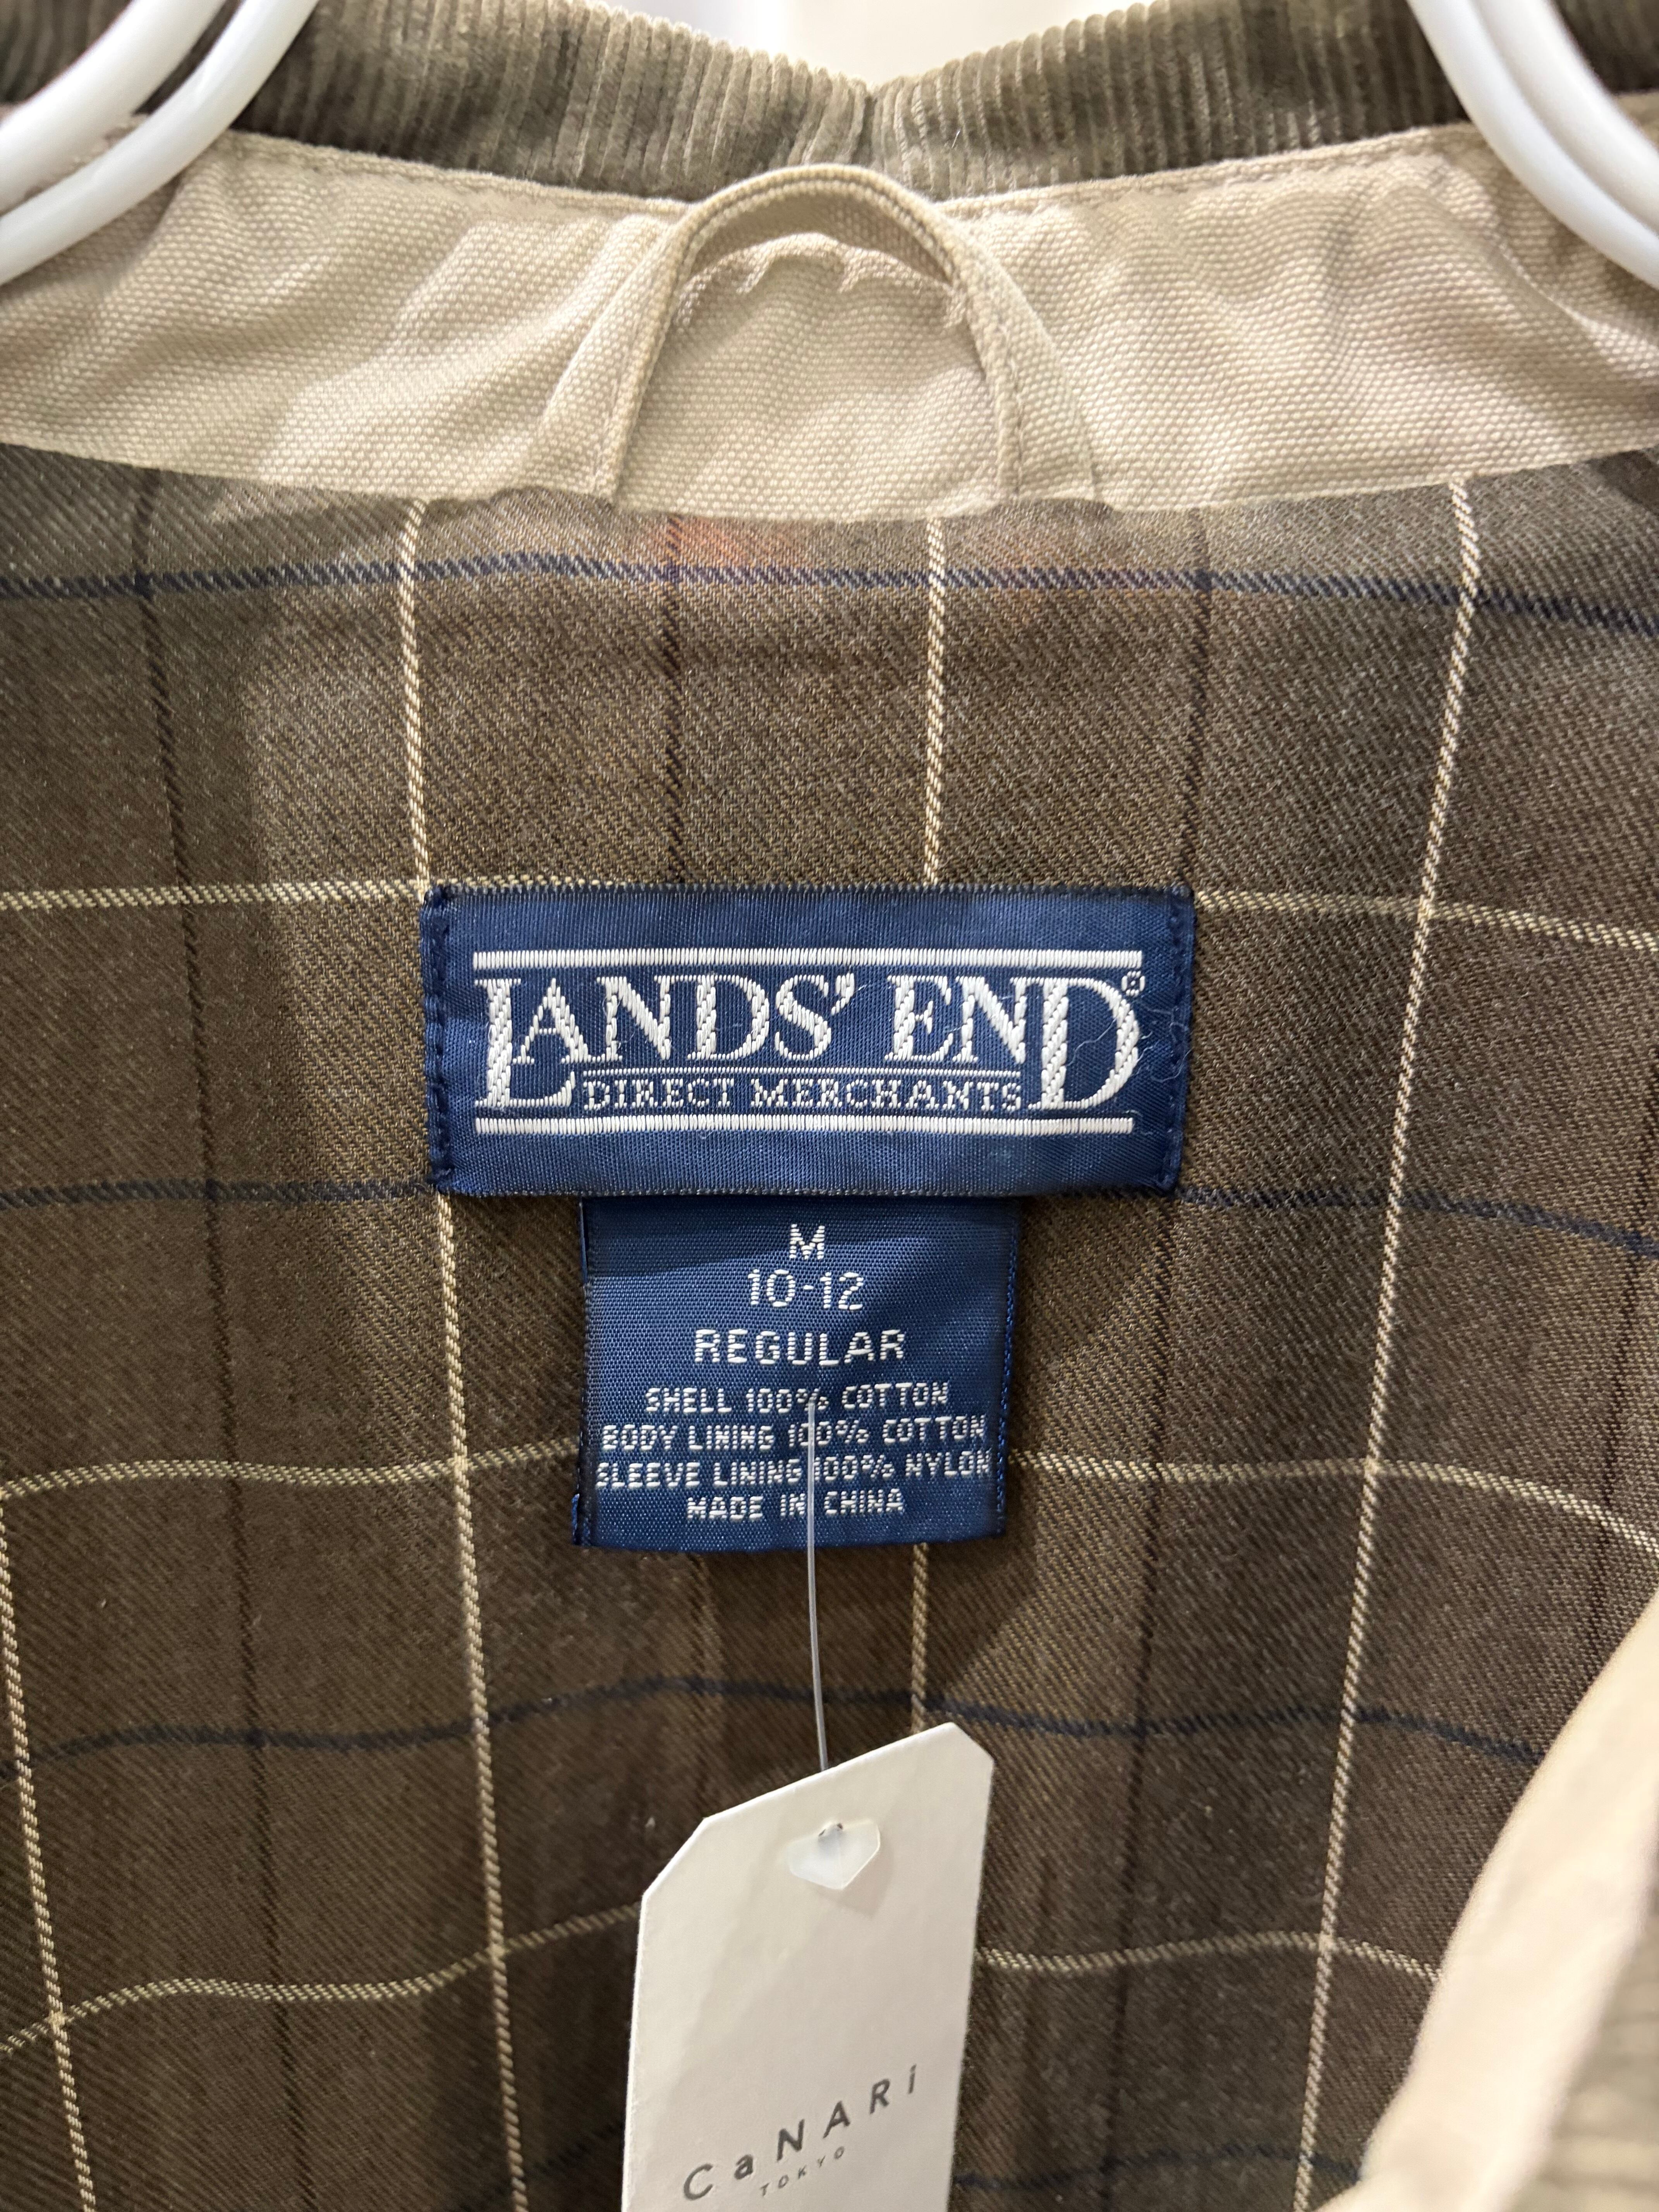 LANDS' END®
DIRECT MERCHANTS
M
10-12
REGULAR
SHELL 100% COTTON
BODY LINING 100% COTTON
SLEEVE LINING 100% NYLON
MADE IN CHINA
CaNARi
TOKYO